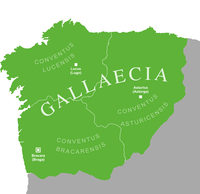 CONVENTUS
LUCENSIS
Lucus
(Lugo)
GALLAECIA
Asturica
(Astorga)
CONVENTUS
ASTURICENSIS
CONVENTUS
BRACARENSIS
Bracara
(Braga)